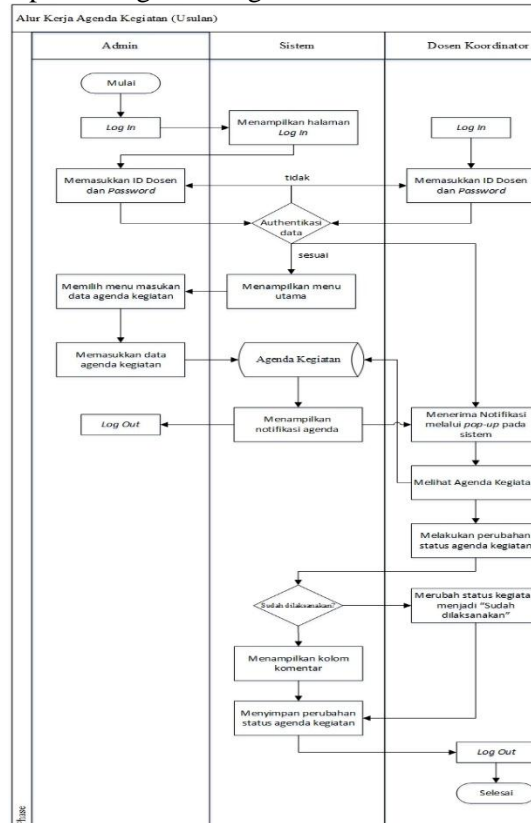 Alur Kerja Agenda Kegiatan (Usulan)
Admin
Sistem
Dosen Koordinator
Mulai
Log In
Menampilkan halaman
Log In
Log In
Memasukkan ID Dosen
dan Password
tidak
Memasukkan ID Dosen
dan Password
Authentikasi
data
sesuai
Memilih menu masukan
data agenda kegiatan
Menampilkan menu
utama
Memasukkan data
agenda kegiatan
Agenda Kegiatan
Log Out
Menampilkan
notifikasi agenda
Menerima Notifikasi
melalui pop-up pada
sistem
Melihat Agenda Kegiata
Melakukan perubahan
status agenda kegiatan
Sudah dilaksanakan?
Merubah status kegiata
menjadi “Sudah
dilaksanakan”
Menampilkan kolom
komentar
Menyimpan perubahan
status agenda kegiatan
Log Out
Selesai
Phase